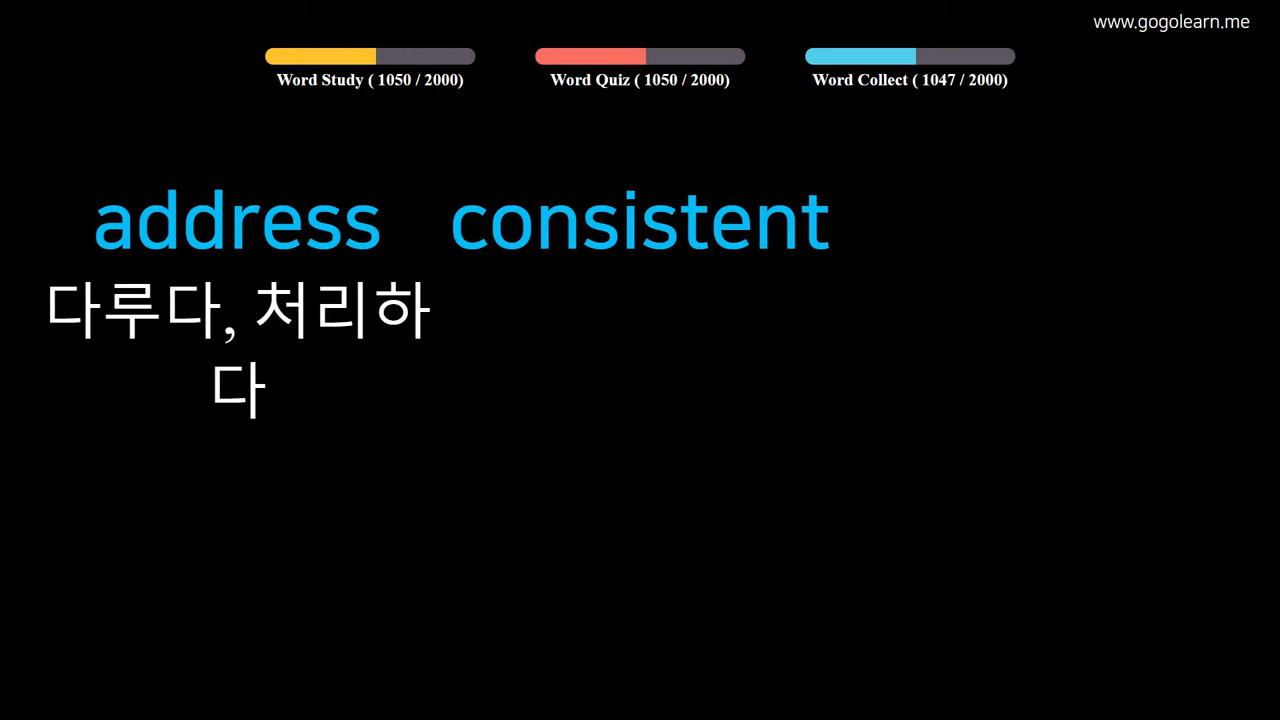 www.gogolearn.me
Word Study ( 1050 / 2000)
Word Quiz ( 1050 / 2000)
Word Collect ( 1047 / 2000)
address
consistent
다루다, 처리하
다